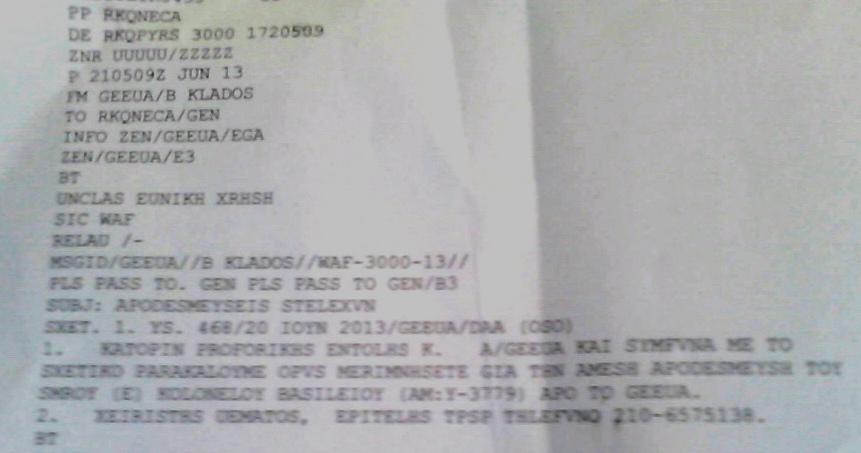 PP RKQNECA
DE RKQPYRS 3000 1720509
ZNR UUUUU/ZZZZZ
P 210509Z JUN 13
FM GEEUA/B KLADOS
TO RKQNECA/GEN
INFO ZEN/GEEUA/EGA
ZEN/GEEUA/E3
BT
UNCLAS EUNIKH XRHSH
SIC WAF
RELAU /-
MSGID/GEEUA//B KLADOS//WAF-3000-13//
PLS PASS TO. GEN PLS PASS TO GEN/B3
SUBJ: APODESMEYSEIS STELEXVN
SXET. 1. YS. 468/20 IOYN 2013/GEEUA/DAA (OSO)
1. KATOPIN PROFORIKHS ENTOLHS K. A/GEEUA KAI SYMFVNA ME TO
SXETIKO PARAKALOYME OPVS MERIMNHSETE GIA THN AMESH APODESMEYSH TOY
SMROY (E) KOLONELOY BASILEIOY (AM:Y-3779) APO TO GEEUA.
2. XEIRISTHS UEMATOS, EPITELHS TPSP THLEFVNO 210-6575138.
BT